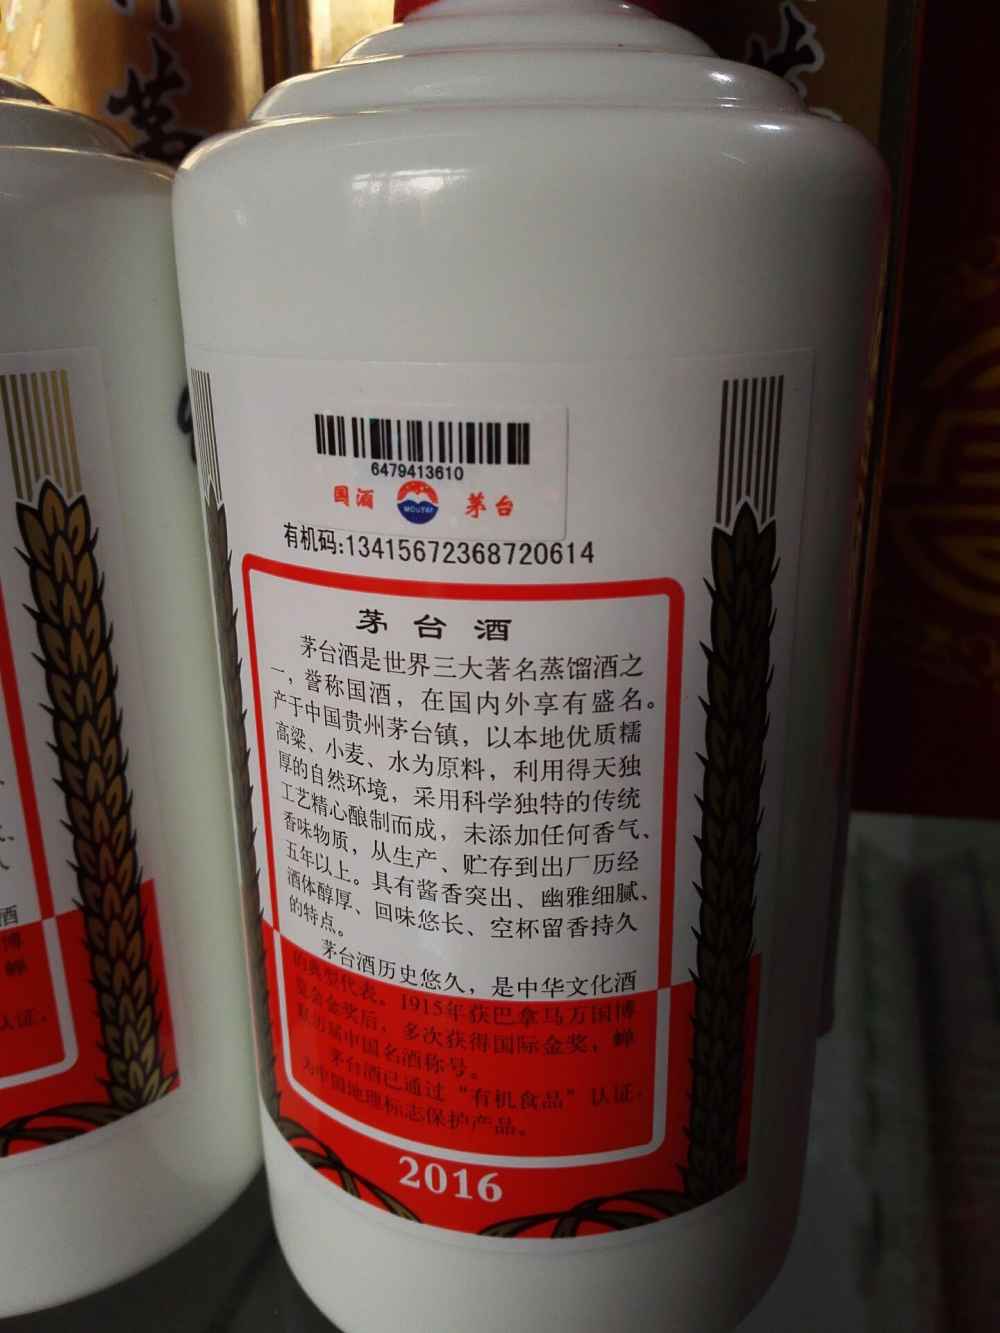 6479413610
国酒 MOUTAI 茅台
有机码:13415672368720614
茅台酒
茅台酒是世界三大著名蒸馏酒之
一，誉称国酒，在国内外享有盛名。
产于中国贵州茅台镇，以本地优质糯
高粱、小麦、水为原料，利用得天独
厚的自然环境，采用科学独特的传统
工艺精心酿制而成，未添加任何香气、
香味物质，从生产、贮存到出厂历经
五年以上。具有酱香突出、幽雅细腻、
酒体醇厚、回味悠长、空杯留香持久
的特点。
茅台酒历史悠久，是中华文化酒
的典型代表。1915年获巴拿马万国博
览会金奖后，多次获得国际金奖，蝉
联历届中国名酒称号。
茅台酒已通过“有机食品”认证，
为中国地理标志保护产品。
2016
酒
博
蝉
认证，